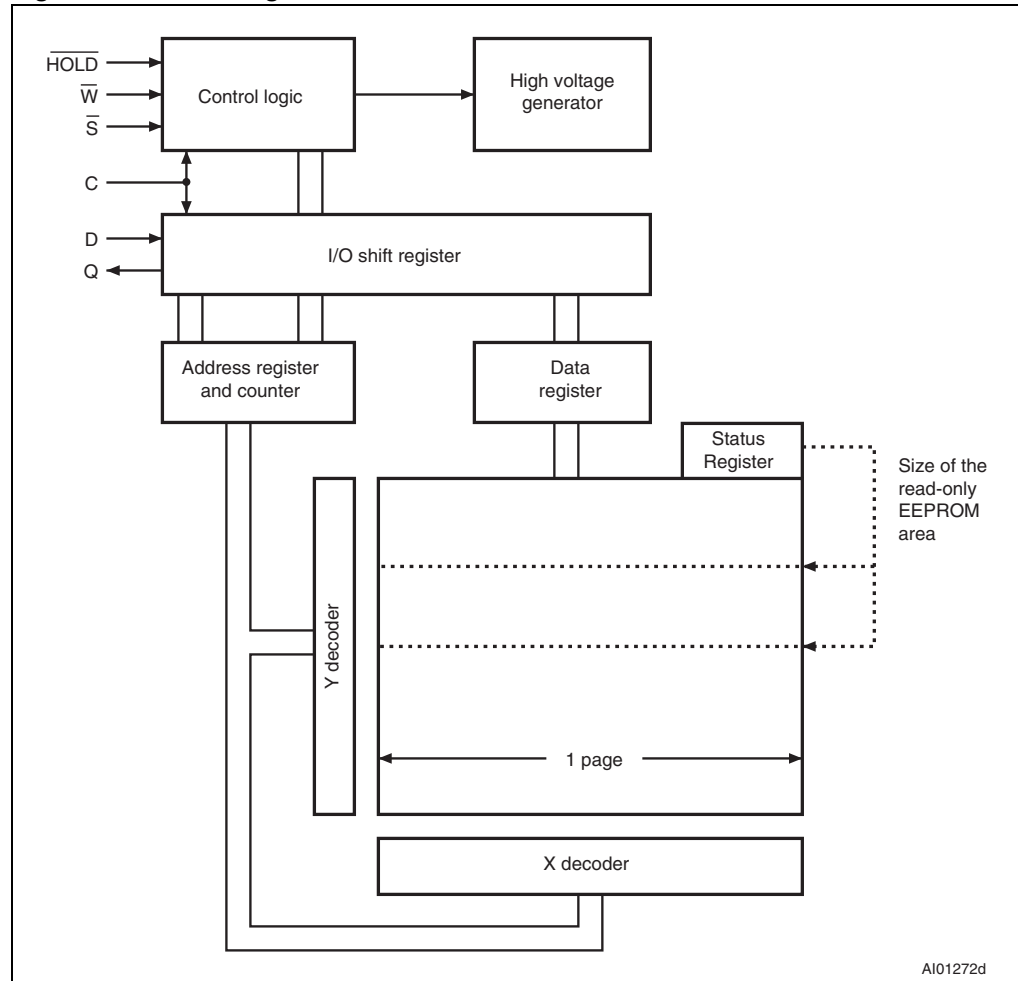 HOLD
W
S
C
D
Q
Control logic
High voltage
generator
I/O shift register
Address register
and counter
Data
register
Status
Register
Size of the
read-only
EEPROM
area
Y decoder
1 page
X decoder
AI01272d